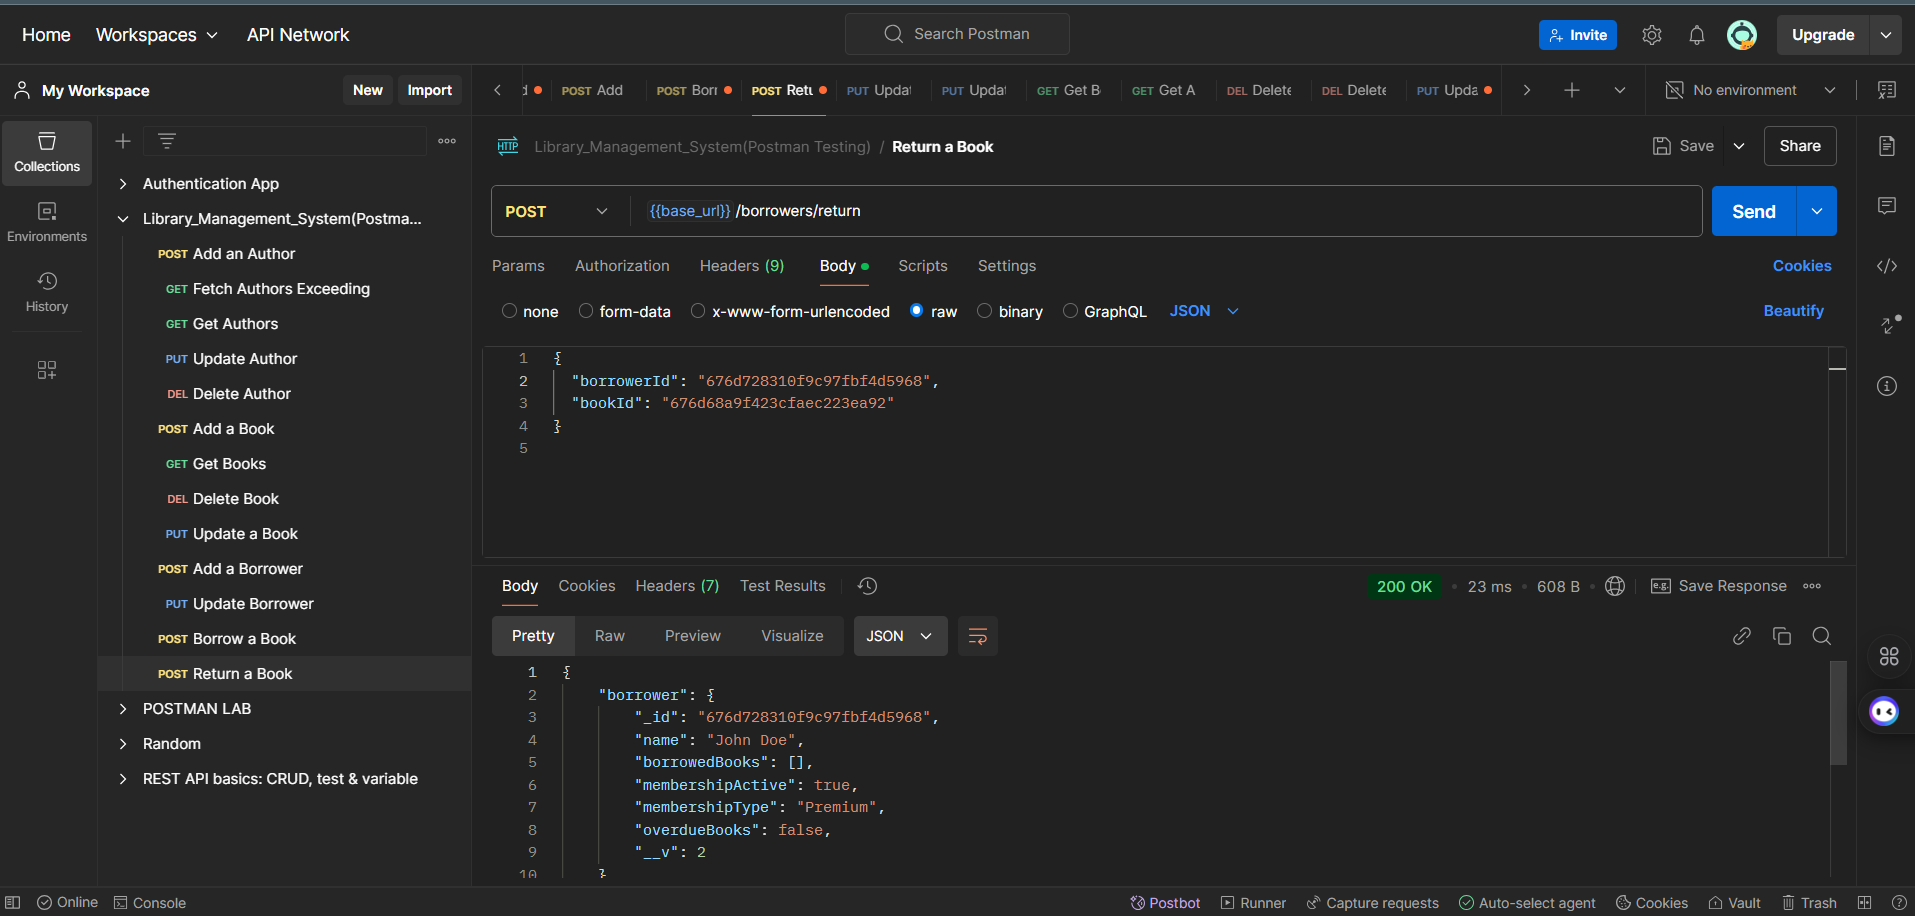 Home Workspaces API Network Search Postman Invite Upgrade
My Workspace New Import
d POST Add POST Borr POST Retu POST Updat PUT Updat GET Get B GET Get A DEL Delete DEL Delete PUT Upda No environment
Collections
Environments
History
Authentication App
Library_Management_System(Postma...
POST Add an Author
GET Fetch Authors Exceeding
GET Get Authors
PUT Update Author
DEL Delete Author
POST Add a Book
GET Get Books
DEL Delete Book
PUT Update a Book
POST Add a Borrower
PUT Update Borrower
POST Borrow a Book
POST Return a Book
POSTMAN LAB
Random
REST API basics: CRUD, test & variable
HTTP Library_Management_System(Postman Testing) / Return a Book Save Share
POST {{base_url}} /borrowers/return Send
Params Authorization Headers (9) Body Scripts Settings Cookies
none form-data x-www-form-urlencoded raw binary GraphQL JSON Beautify
1 {
2 "borrowerId": "676d728310f9c97fbf4d5968",
3 "bookId": "676d68a9f423cfaec223ea92"
4 }
5
Body Cookies Headers (7) Test Results 200 OK • 23 ms • 608 B • e.g. Save Response
Pretty Raw Preview Visualize JSON
1 {
2 "borrower": {
3 "_id": "676d728310f9c97fbf4d5968",
4 "name": "John Doe",
5 "borrowedBooks": [],
6 "membershipActive": true,
7 "membershipType": "Premium",
8 "overdueBooks": false,
9 "__v": 2
10 }
Online Console Postbot Runner Capture requests Auto-select agent Cookies Vault Trash